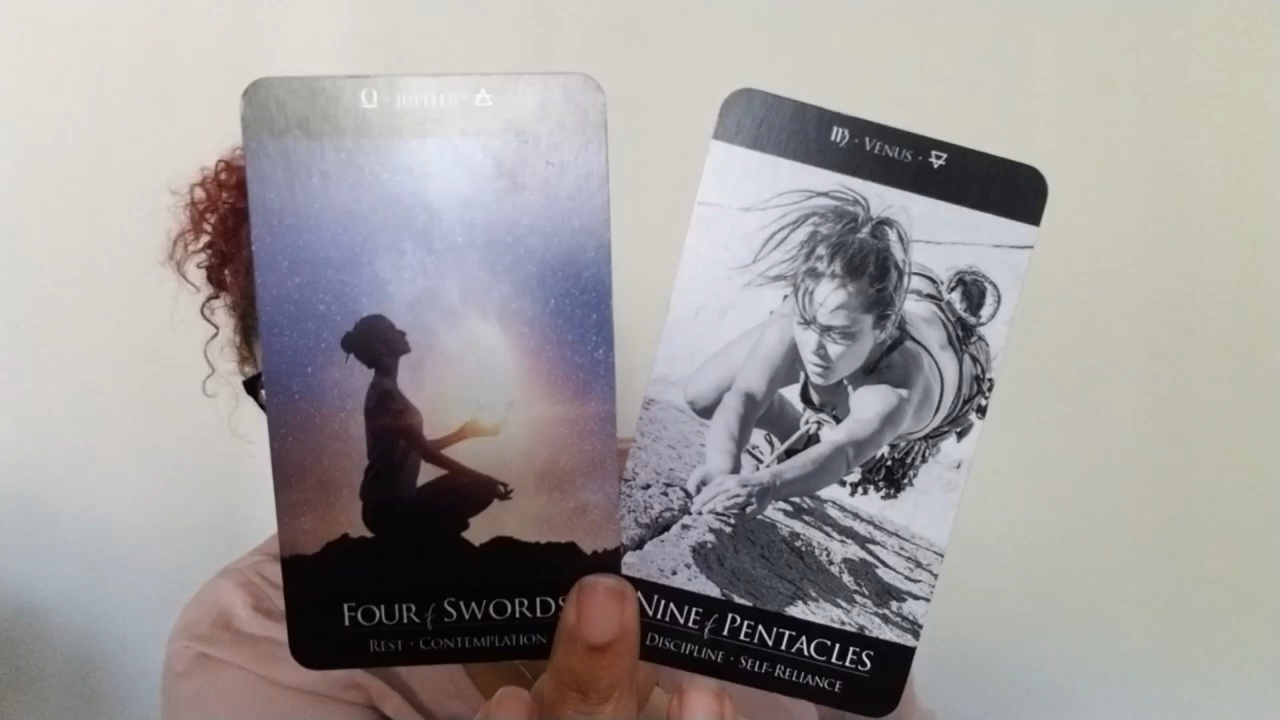 ♎ · JUPITER · 🜁
FOUR of SWORDS
REST · CONTEMPLATION
♍ · VENUS · 🜃
NINE of PENTACLES
DISCIPLINE · SELF-RELIANCE